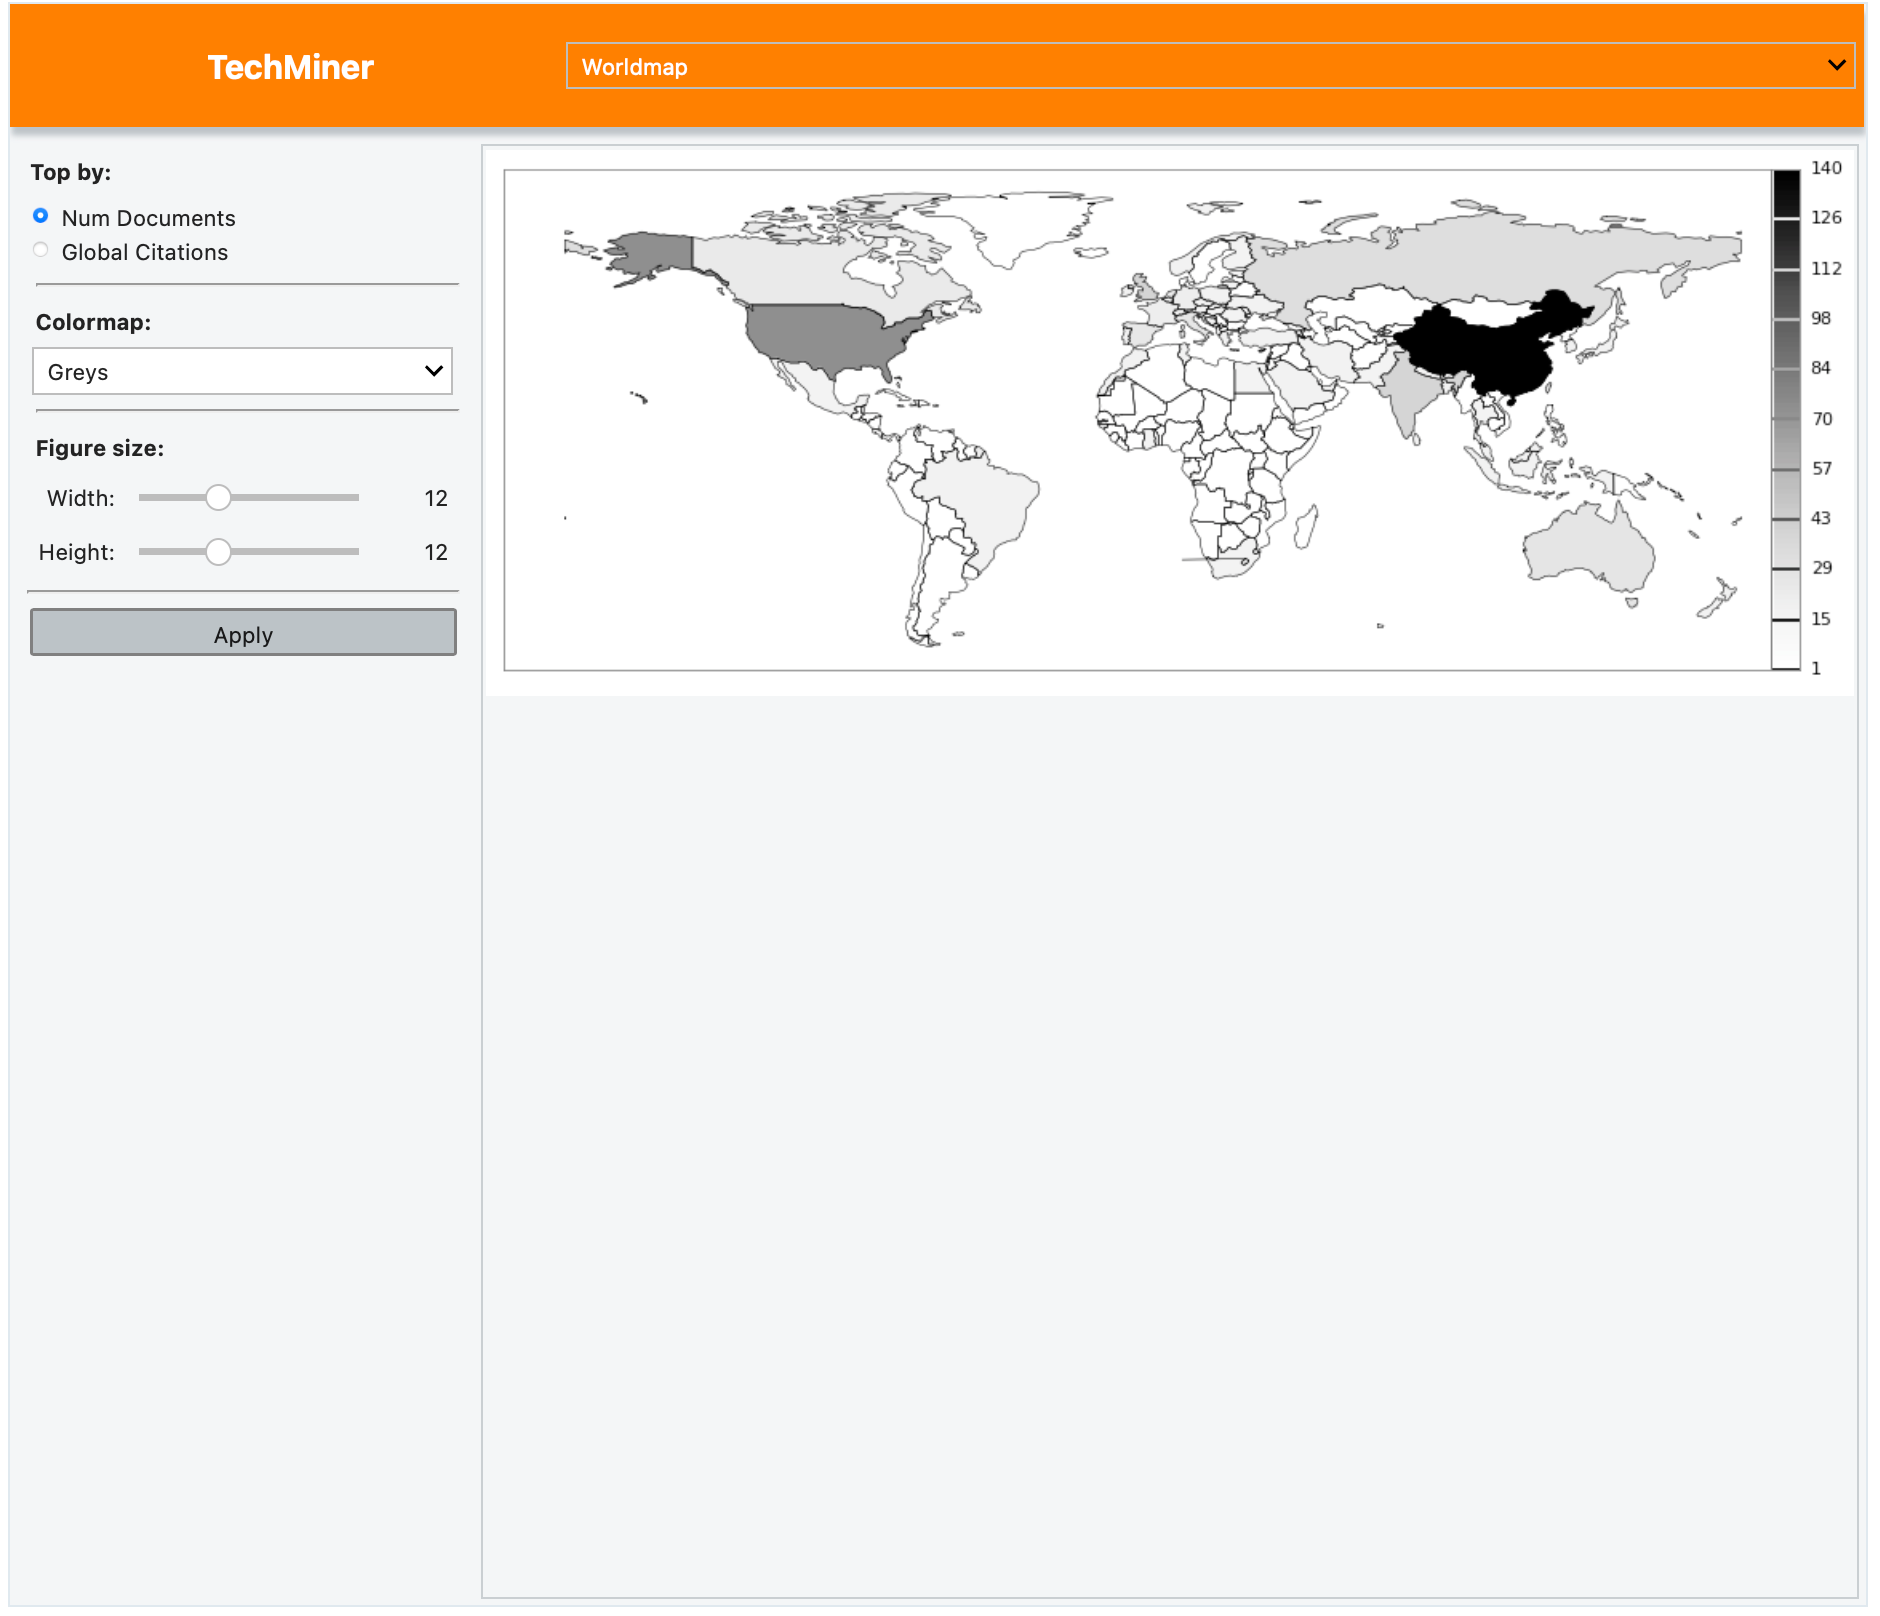 TechMiner
Worldmap
Top by:
Num Documents
Global Citations
Colormap:
Greys
Figure size:
Width: 12
Height: 12
Apply
140
126
112
98
84
70
57
43
29
15
1